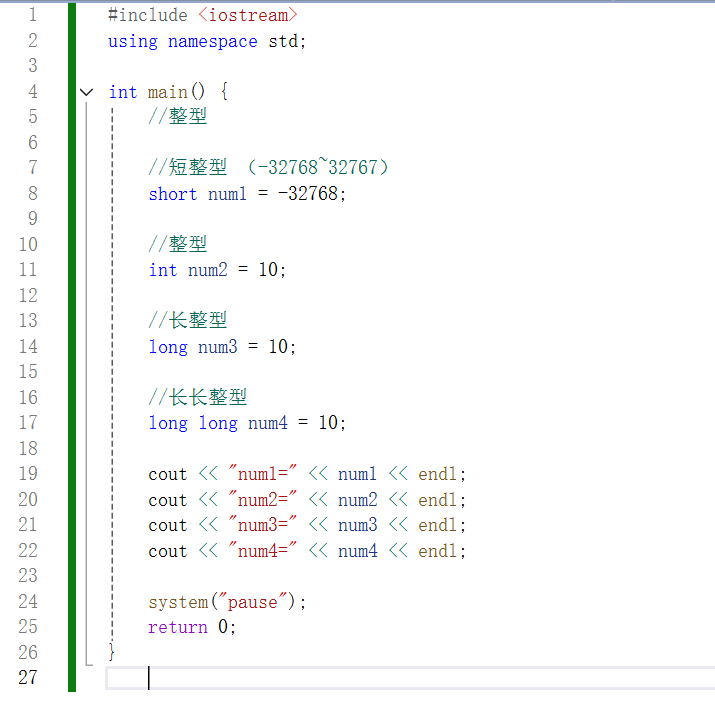 1 #include <iostream>
2 using namespace std;
3
4 int main() {
5 //整型
6
7 //短整型 （-32768~32767）
8 short num1 = -32768;
9
10 //整型
11 int num2 = 10;
12
13 //长整型
14 long num3 = 10;
15
16 //长长整型
17 long long num4 = 10;
18
19 cout << "num1=" << num1 << endl;
20 cout << "num2=" << num2 << endl;
21 cout << "num3=" << num3 << endl;
22 cout << "num4=" << num4 << endl;
23
24 system("pause");
25 return 0;
26 }
27